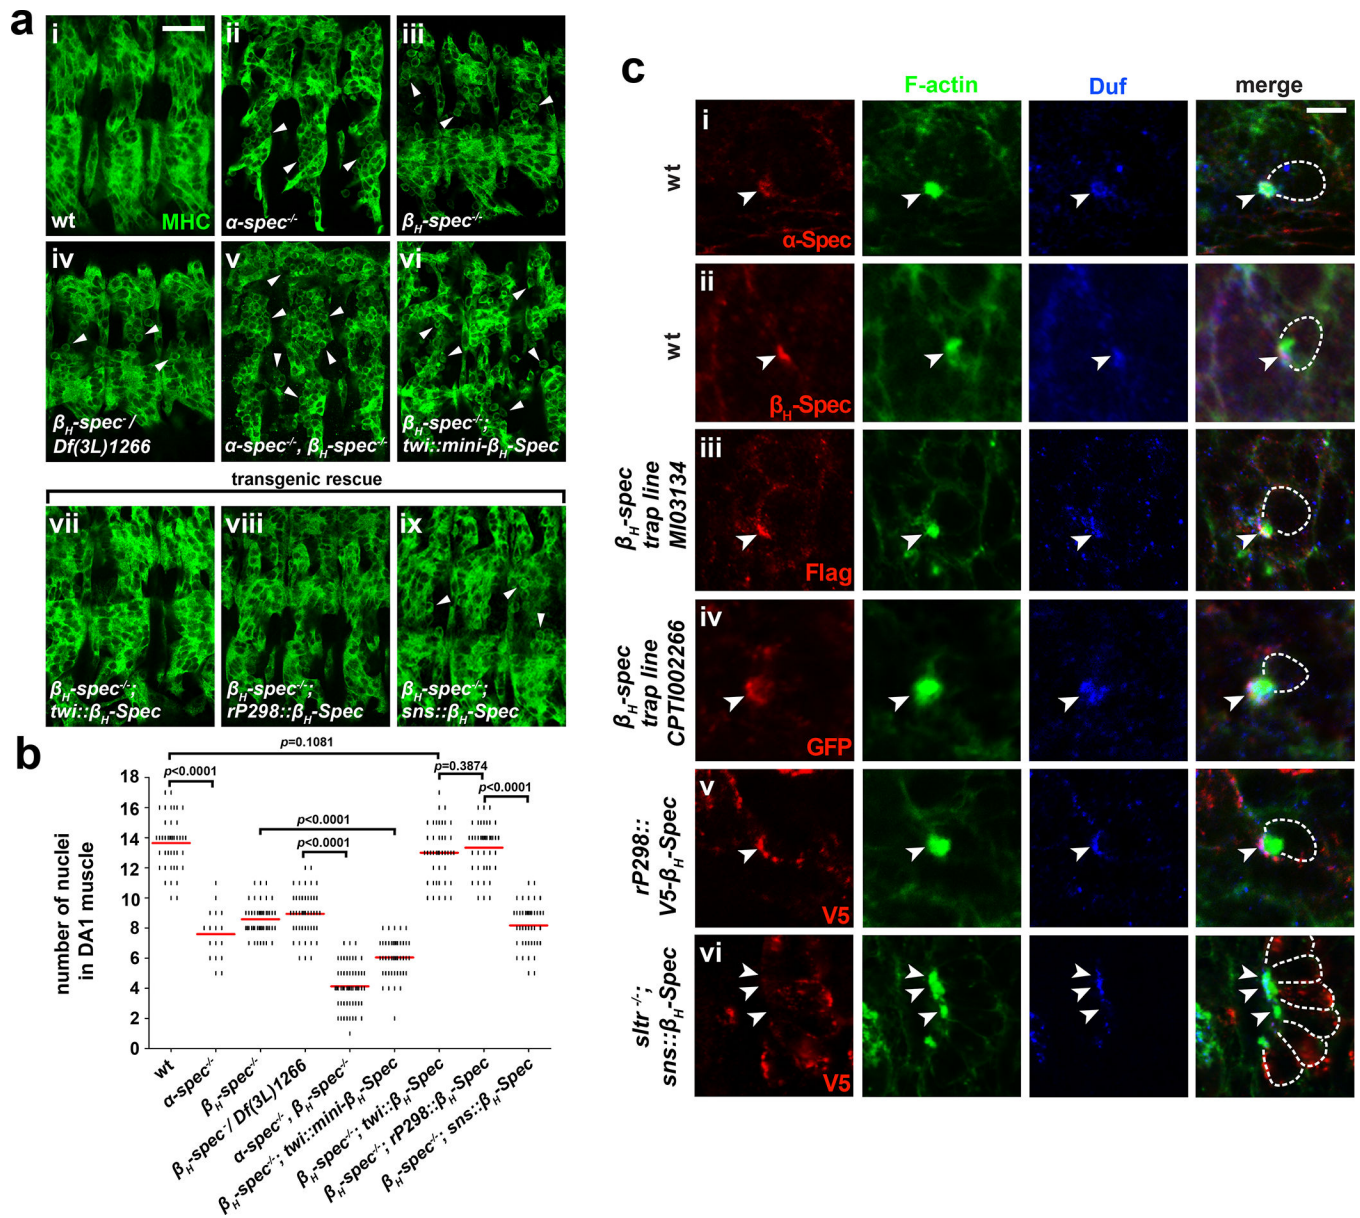 a
i
ii
iii
wt
MHC
α-spec-/-
βH-spec-/-
iv
v
vi
βH-spec-/
Df(3L)1266
α-spec-/-, βH-spec-/-
βH-spec-/-;
twi::mini-βH-Spec
transgenic rescue
vii
viii
ix
βH-spec-/-;
twi::βH-Spec
βH-spec-/-;
rP298::βH-Spec
βH-spec-/-;
sns::βH-Spec
b
p=0.1081
p<0.0001
p=0.3874
p<0.0001
p<0.0001
p<0.0001
number of nuclei
in DA1 muscle
18
16
14
12
10
8
6
4
2
0
wt
α-spec-/-
βH-spec-/-
βH-spec-/ Df(3L)1266
α-spec-/-, βH-spec-/-
βH-spec-/-; twi::mini-βH-Spec
βH-spec-/-; twi::βH-Spec
βH-spec-/-; rP298::βH-Spec
βH-spec-/-; sns::βH-Spec
c
F-actin
Duf
merge
wt
i
α-Spec
wt
ii
βH-Spec
βH-spec
trap line
MI03134
iii
Flag
βH-spec
trap line
CPTI002266
iv
GFP
rP298::
V5-βH-Spec
v
V5
sltr-/-;
sns::βH-Spec
vi
V5